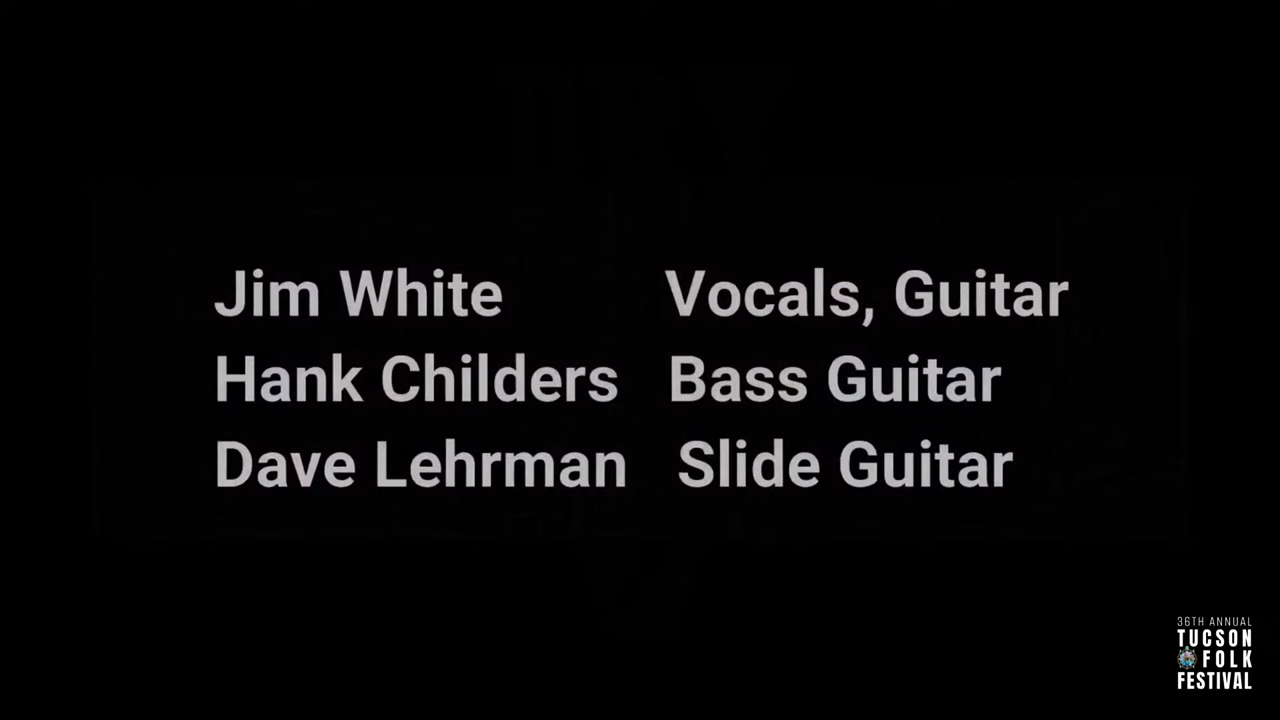 Jim White Vocals, Guitar
Hank Childers Bass Guitar
Dave Lehrman Slide Guitar
36TH ANNUAL
TUCSON
FOLK
FESTIVAL